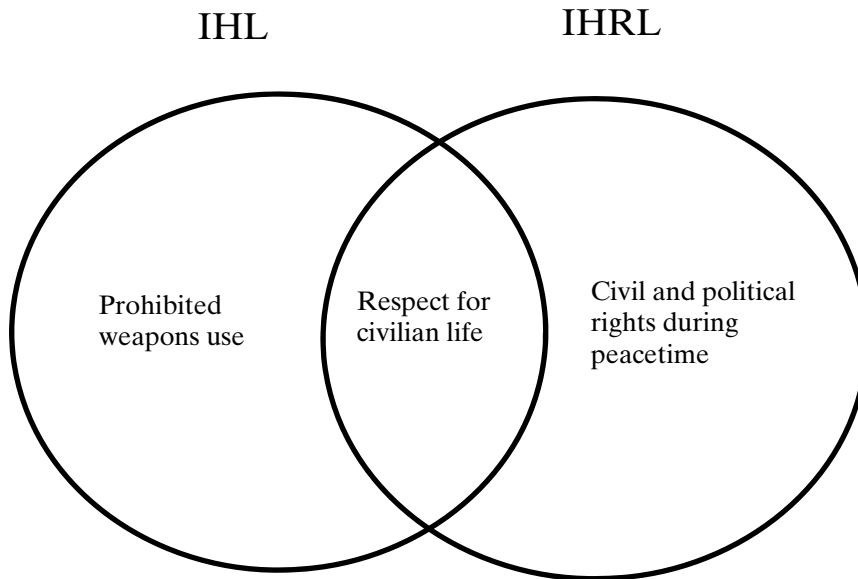 IHL
IHRL
Prohibited
weapons use
Respect for
civilian life
Civil and political
rights during
peacetime